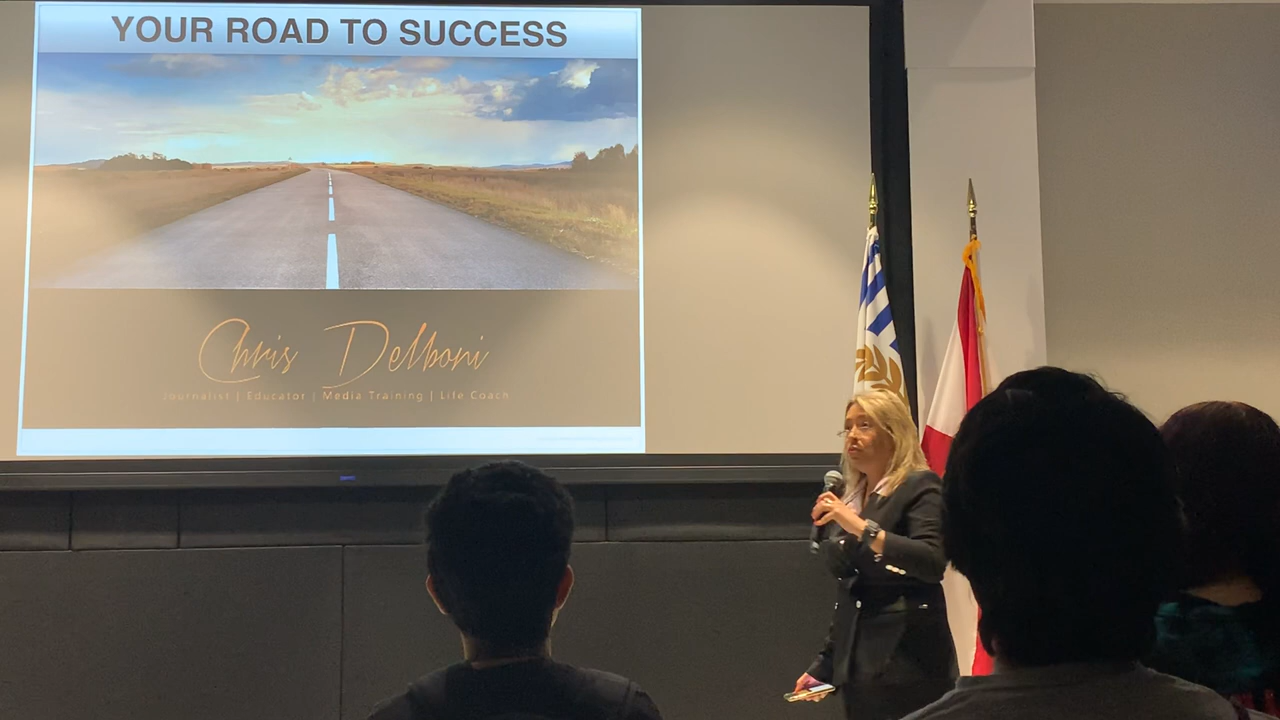 YOUR ROAD TO SUCCESS
Chris Delboni
Journalist | Educator | Media Training | Life Coach